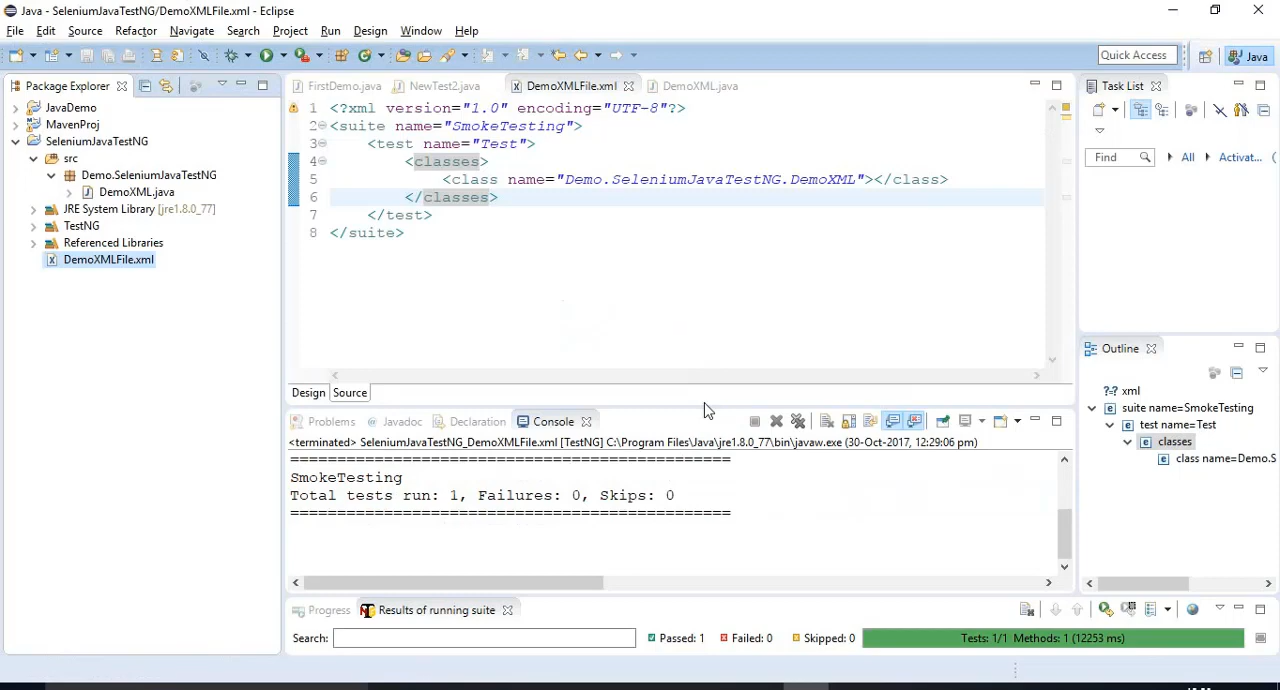 Java - SeleniumJavaTestNG/DemoXMLFile.xml - Eclipse
File Edit Source Refactor Navigate Search Project Run Design Window Help
Quick Access
Java
Package Explorer
JavaDemo
MavenProj
SeleniumJavaTestNG
src
Demo.SeleniumJavaTestNG
DemoXML.java
JRE System Library [jre1.8.0_77]
TestNG
Referenced Libraries
DemoXMLFile.xml
FirstDemo.java NewTest2.java DemoXMLFile.xml DemoXML.java
1 <?xml version="1.0" encoding="UTF-8"?>
2 <suite name="SmokeTesting">
3 <test name="Test">
4 <classes>
5 <class name="Demo.SeleniumJavaTestNG.DemoXML"></class>
6 </classes>
7 </test>
8 </suite>
Design Source
Task List
Find All Activat...
Outline
?-? xml
e suite name=SmokeTesting
e test name=Test
e classes
e class name=Demo.S
Problems Javadoc Declaration Console
<terminated> SeleniumJavaTestNG_DemoXMLFile.xml [TestNG] C:\Program Files\Java\jre1.8.0_77\bin\javaw.exe (30-Oct-2017, 12:29:06 pm)
===============================================
SmokeTesting
Total tests run: 1, Failures: 0, Skips: 0
===============================================
Progress Results of running suite
Search: Passed: 1 Failed: 0 Skipped: 0 Tests: 1/1 Methods: 1 (12253 ms)